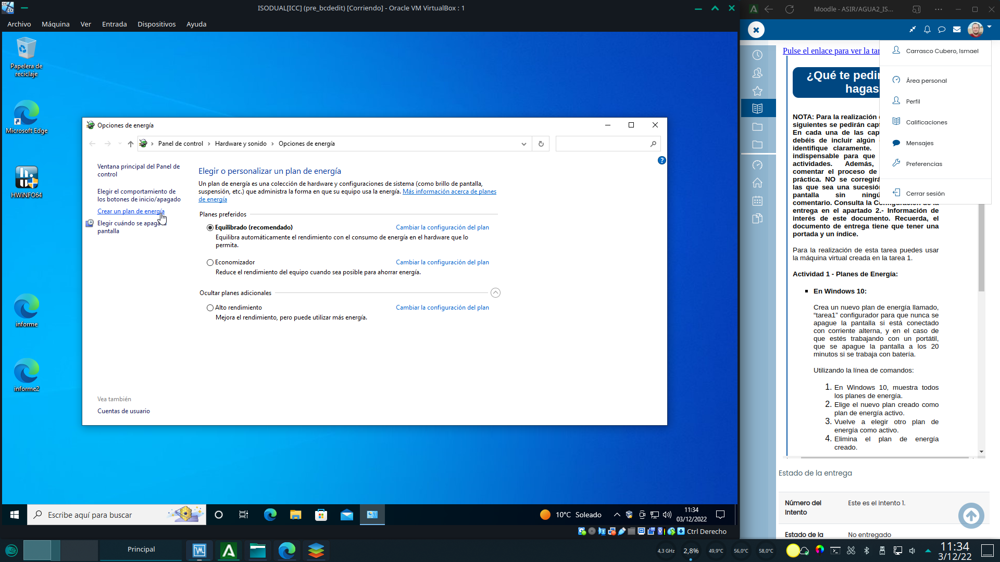 ISODUAL[ICC] (pre_bcdedit) [Corriendo] - Oracle VM VirtualBox : 1
Archivo Máquina Ver Entrada Dispositivos Ayuda
Papelera de
reciclaje
Microsoft Edge
HWiNFO64
informe
informe2
Opciones de energía
Panel de control > Hardware y sonido > Opciones de energía
Ventana principal del Panel de
control
Elegir el comportamiento de
los botones de inicio/apagado
Crear un plan de energía
Elegir cuándo se apaga
pantalla
Vea también
Cuentas de usuario
Elegir o personalizar un plan de energía
Un plan de energía es una colección de hardware y configuraciones de sistema (como brillo de pantalla,
suspensión, etc.) que administra la forma en que su equipo usa la energía. Más información acerca de planes
de energía
Planes preferidos
Equilibrado (recomendado) Cambiar la configuración del plan
Equilibra automáticamente el rendimiento con el consumo de energía en el hardware que lo
permita.
Economizador Cambiar la configuración del plan
Reduce el rendimiento del equipo cuando sea posible para ahorrar energía.
Ocultar planes adicionales
Alto rendimiento Cambiar la configuración del plan
Mejora el rendimiento, pero puede utilizar más energía.
Escribe aquí para buscar
10°C Soleado
11:34
03/12/2022
Ctrl Derecho
Moodle - ASIR/AGUA2_IS...
Carrasco Cubero, Ismael
Área personal
Perfil
Calificaciones
Mensajes
Preferencias
Cerrar sesión
Pulse el enlace para ver la tar
¿Qué te pedir
hagas
NOTA: Para la realización
siguientes se pedirán capt
En cada una de las cap
debéis de incluir algún
identifique claramente.
indispensable para que
actividades. Además,
comentar el proceso de
práctica. NO se corregirá
las que sea una sucesió
pantalla sin ningú
comentario. Consulta la Configuración de la
entrega en el apartado 2.- Información de
interés de este documento. Recuerda, el
documento de entrega tiene que tener una
portada y un índice.
Para la realización de esta tarea puedes usar
la máquina virtual creada en la tarea 1.
Actividad 1 - Planes de Energía:
En Windows 10:
Crea un nuevo plan de energía llamado,
“tarea1” configurador para que nunca se
apague la pantalla si está conectado
con corriente alterna, y en el caso de
que estés trabajando con un portátil,
que se apague la pantalla a los 20
minutos si se trabaja con batería.
Utilizando la línea de comandos:
1. En Windows 10, muestra todos
los planes de energía.
2. Elige el nuevo plan creado como
plan de energía activo.
3. Vuelve a elegir otro plan de
energía como activo.
4. Elimina el plan de energía
creado.
Estado de la entrega
Número del
Intento
Este es el intento 1.
Estado de la No entregado
Principal
4,3 GHz 2,8% 49,9°C 56,0°C 58,0°C
11:34
3/12/22